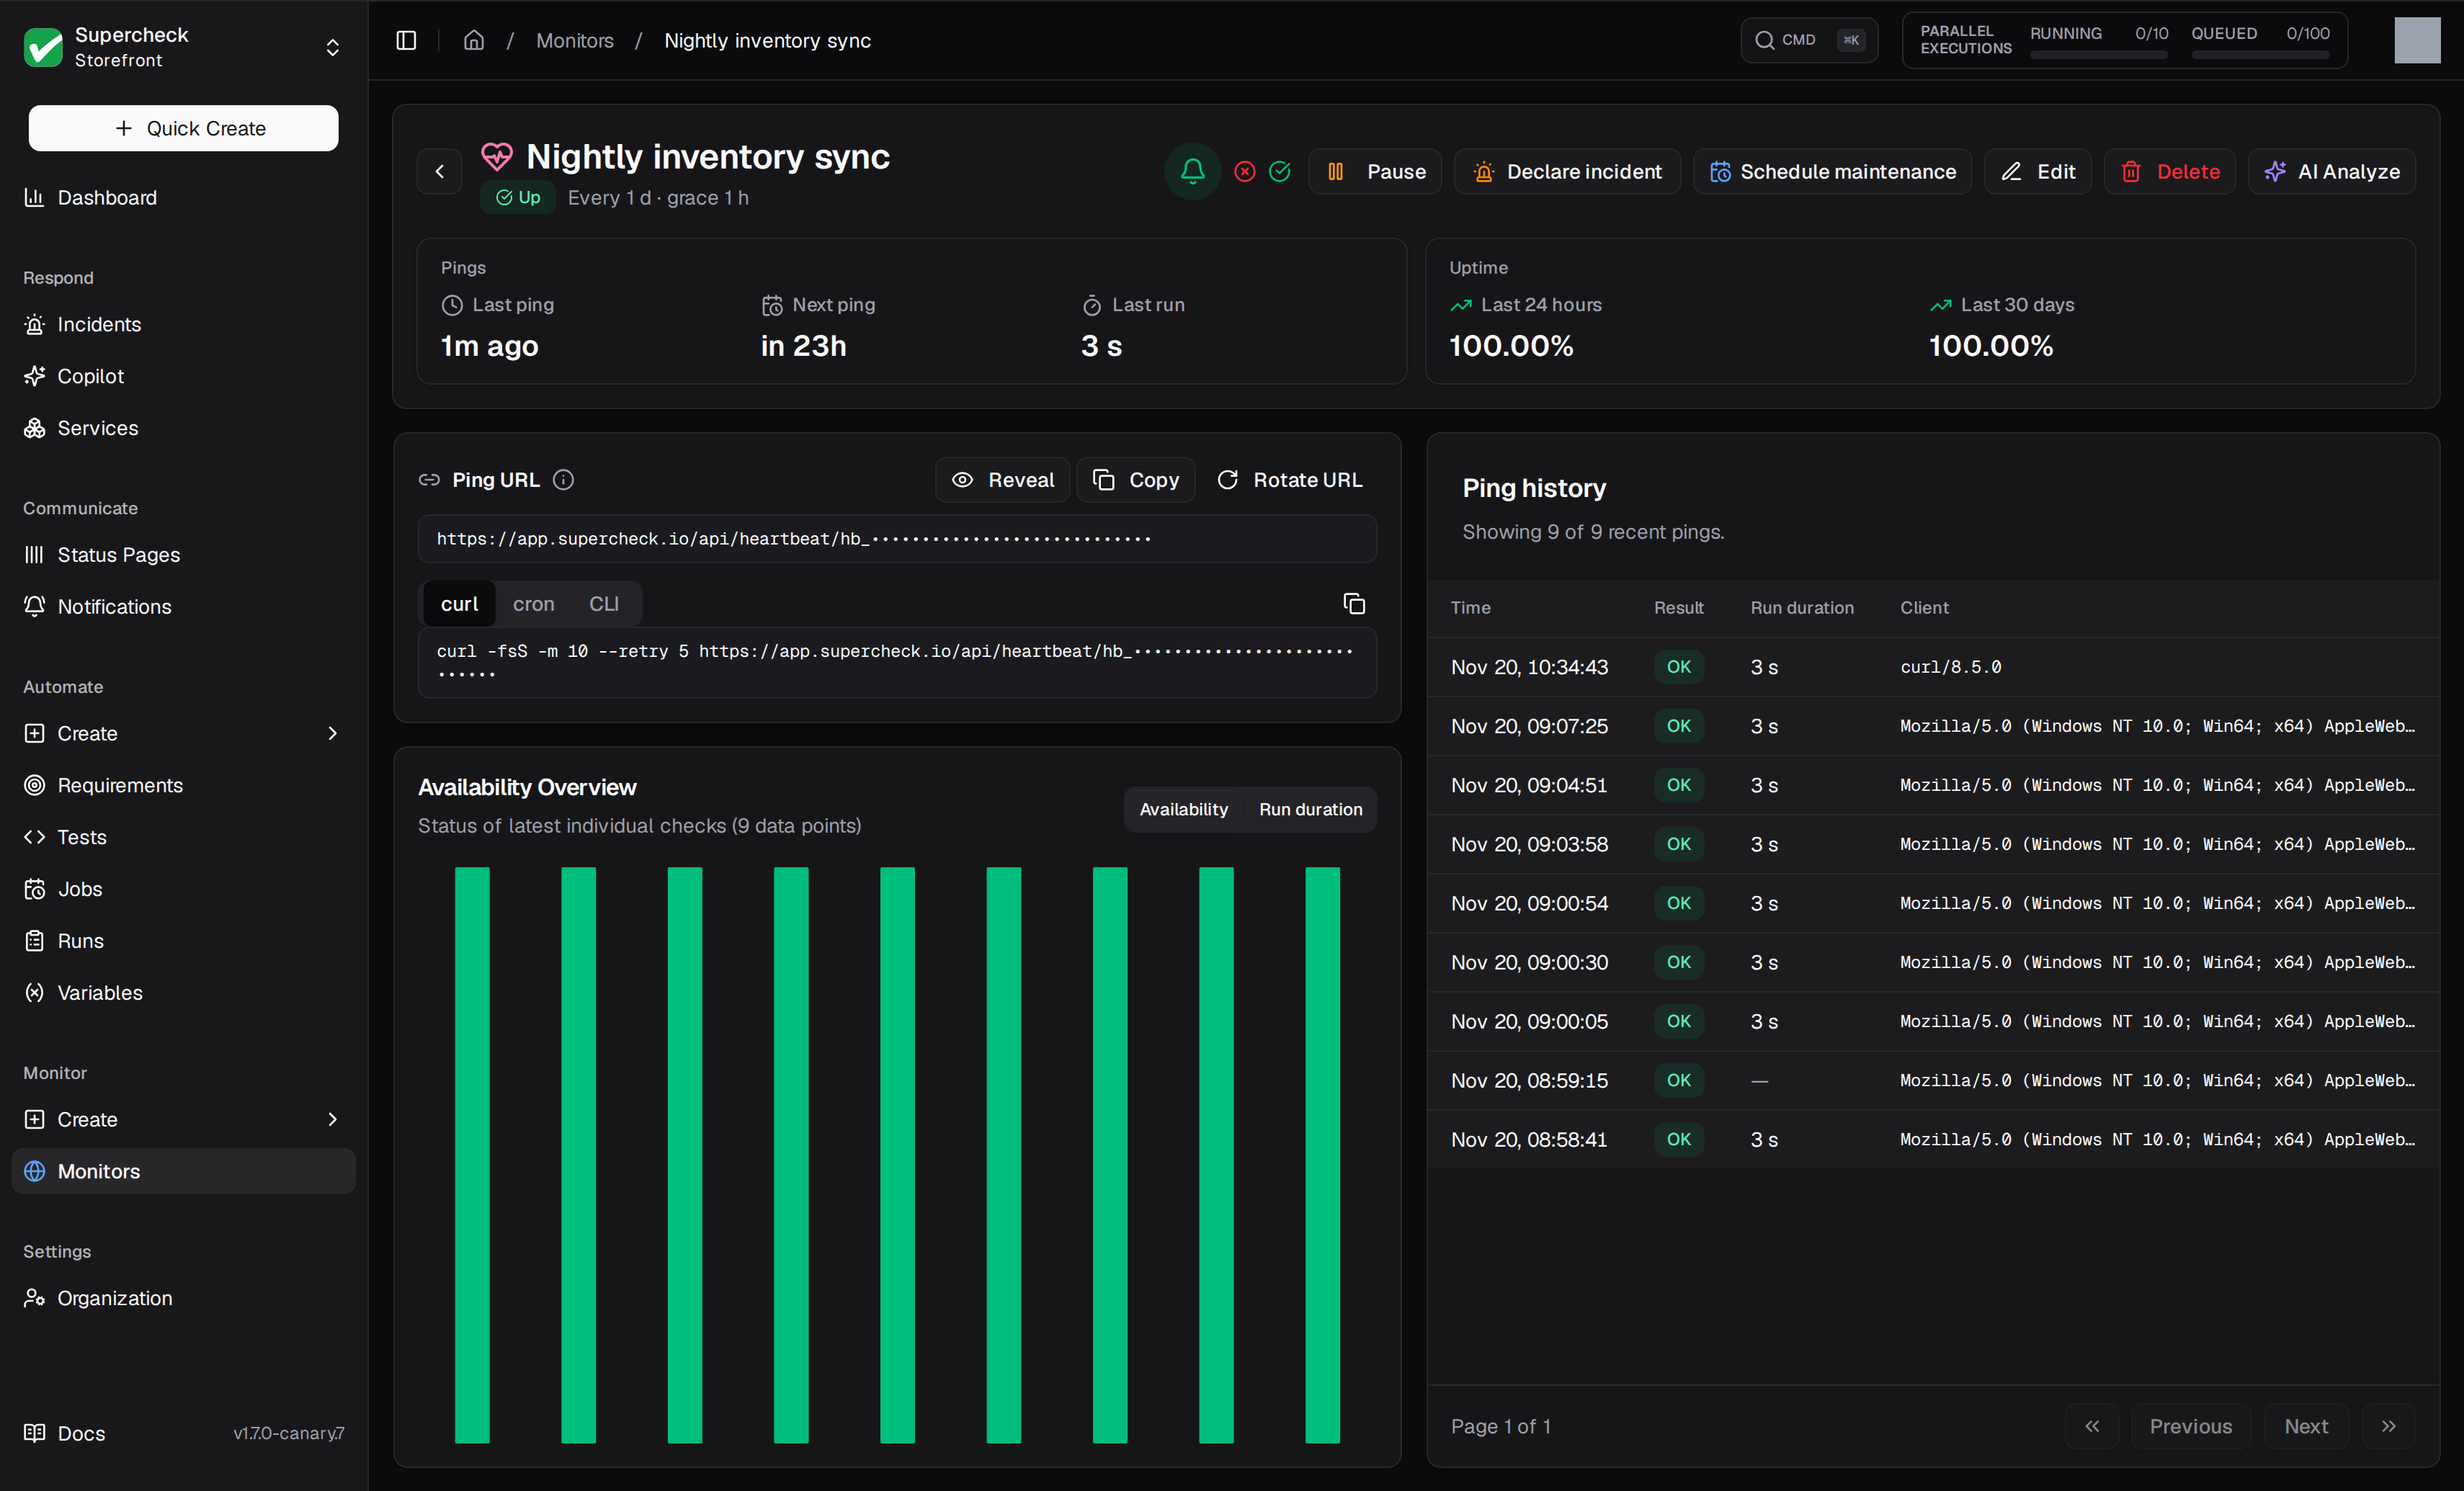 Supercheck
Storefront
Quick Create
Dashboard
Respond
Incidents
Copilot
Services
Communicate
Status Pages
Notifications
Automate
Create
Requirements
Tests
Jobs
Runs
Variables
Monitor
Create
Monitors
Settings
Organization
Docs v1.7.0-canary.7
/ Monitors / Nightly inventory sync
CMD ⌘K
PARALLEL EXECUTIONS RUNNING 0/10 QUEUED 0/100
Nightly inventory sync
Up Every 1 d · grace 1 h
Pause Declare incident Schedule maintenance Edit Delete AI Analyze
Pings
Last ping Next ping Last run
1m ago in 23h 3 s
Uptime
Last 24 hours Last 30 days
100.00% 100.00%
Ping URL Reveal Copy Rotate URL
https://app.supercheck.io/api/heartbeat/hb_••••••••••••••••••••••••••••
curl cron CLI
curl -fsS -m 10 --retry 5 https://app.supercheck.io/api/heartbeat/hb_••••••••••••••••••••••
••••••
Availability Overview
Status of latest individual checks (9 data points)
Availability Run duration
Ping history
Showing 9 of 9 recent pings.
Time Result Run duration Client
Nov 20, 10:34:43 OK 3 s curl/8.5.0
Nov 20, 09:07:25 OK 3 s Mozilla/5.0 (Windows NT 10.0; Win64; x64) AppleWeb…
Nov 20, 09:04:51 OK 3 s Mozilla/5.0 (Windows NT 10.0; Win64; x64) AppleWeb…
Nov 20, 09:03:58 OK 3 s Mozilla/5.0 (Windows NT 10.0; Win64; x64) AppleWeb…
Nov 20, 09:00:54 OK 3 s Mozilla/5.0 (Windows NT 10.0; Win64; x64) AppleWeb…
Nov 20, 09:00:30 OK 3 s Mozilla/5.0 (Windows NT 10.0; Win64; x64) AppleWeb…
Nov 20, 09:00:05 OK 3 s Mozilla/5.0 (Windows NT 10.0; Win64; x64) AppleWeb…
Nov 20, 08:59:15 OK — Mozilla/5.0 (Windows NT 10.0; Win64; x64) AppleWeb…
Nov 20, 08:58:41 OK 3 s Mozilla/5.0 (Windows NT 10.0; Win64; x64) AppleWeb…
Page 1 of 1 Previous Next